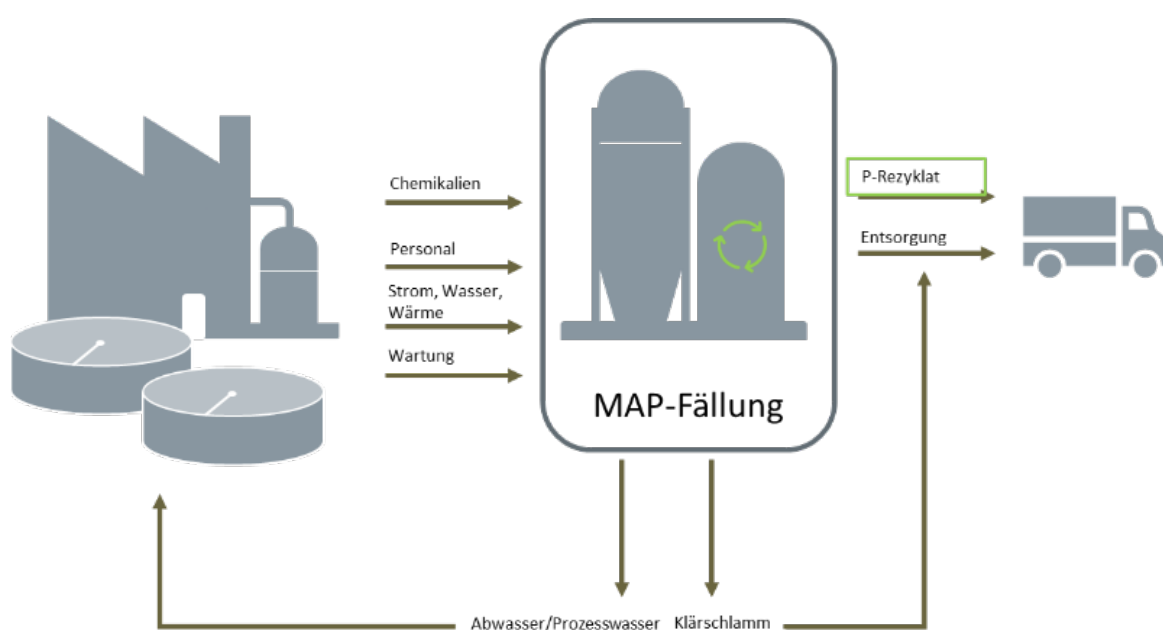 Chemikalien
Personal
Strom, Wasser,
Wärme
Wartung
MAP-Fällung
P-Rezyklat
Entsorgung
Abwasser/Prozesswasser
Klärschlamm